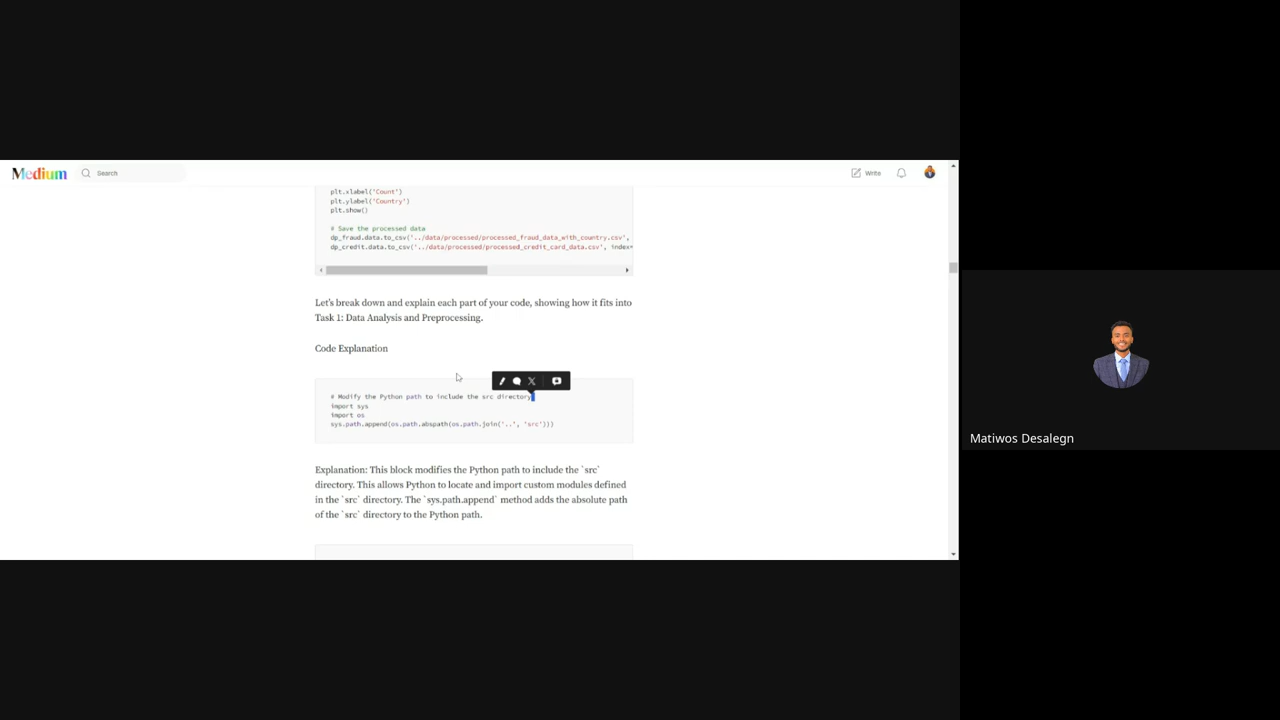 Medium
Search
Write
plt.xlabel('Count')
plt.ylabel('Country')
plt.show()
# Save the processed data
dp_fraud.data.to_csv('../data/processed/processed_fraud_data_with_country.csv',
dp_credit.data.to_csv('../data/processed/processed_credit_card_data.csv', index=
Let's break down and explain each part of your code, showing how it fits into
Task 1: Data Analysis and Preprocessing.
Code Explanation
# Modify the Python path to include the src directory
import sys
import os
sys.path.append(os.path.abspath(os.path.join('..', 'src')))
Explanation: This block modifies the Python path to include the `src`
directory. This allows Python to locate and import custom modules defined
in the `src` directory. The `sys.path.append` method adds the absolute path
of the `src` directory to the Python path.
Matiwos Desalegn